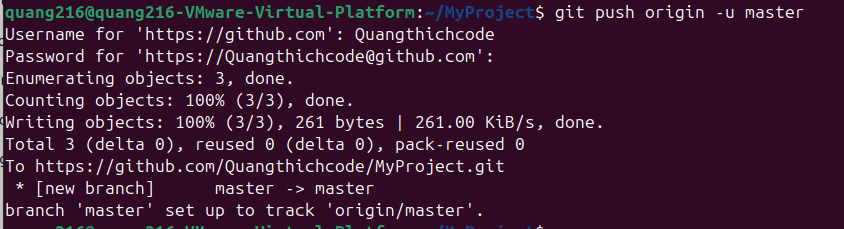 quang216@quang216-VMware-Virtual-Platform:~/MyProject$ git push origin -u master
Username for 'https://github.com': Quangthichcode
Password for 'https://Quangthichcode@github.com':
Enumerating objects: 3, done.
Counting objects: 100% (3/3), done.
Writing objects: 100% (3/3), 261 bytes | 261.00 KiB/s, done.
Total 3 (delta 0), reused 0 (delta 0), pack-reused 0
To https://github.com/Quangthichcode/MyProject.git
 * [new branch]      master -> master
branch 'master' set up to track 'origin/master'.